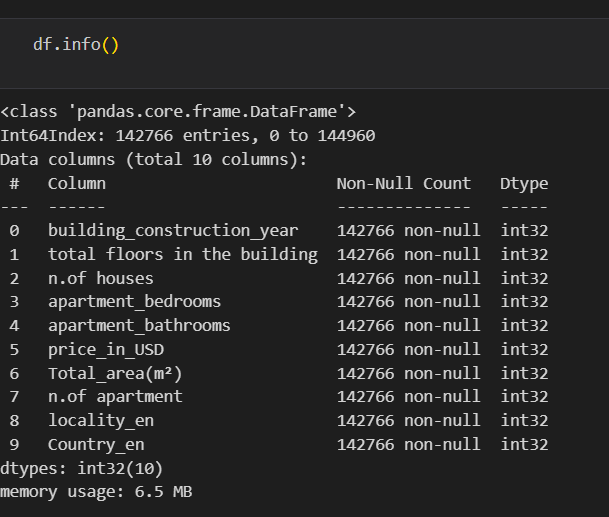 df.info()
<class 'pandas.core.frame.DataFrame'>
Int64Index: 142766 entries, 0 to 144960
Data columns (total 10 columns):
 #   Column                        Non-Null Count   Dtype
---  ------                        --------------   -----
 0   building_construction_year    142766 non-null  int32
 1   total floors in the building  142766 non-null  int32
 2   n.of houses                   142766 non-null  int32
 3   apartment_bedrooms            142766 non-null  int32
 4   apartment_bathrooms           142766 non-null  int32
 5   price_in_USD                  142766 non-null  int32
 6   Total_area(m²)                142766 non-null  int32
 7   n.of apartment                142766 non-null  int32
 8   locality_en                   142766 non-null  int32
 9   Country_en                    142766 non-null  int32
dtypes: int32(10)
memory usage: 6.5 MB